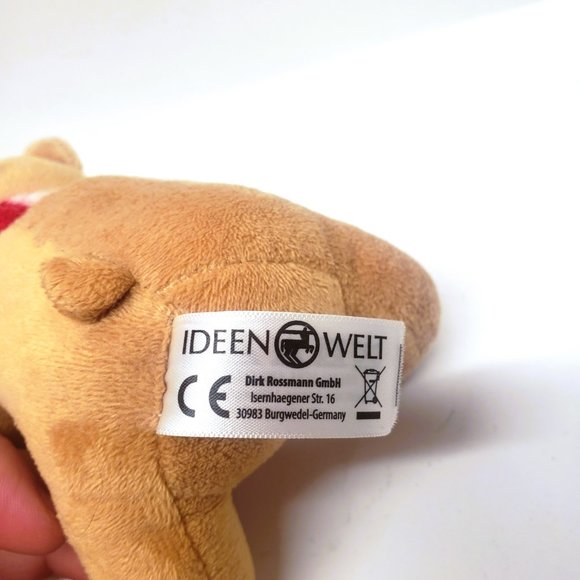 IDEEN WELT
CE
Dirk Rossmann GmbH
Isernhaegener Str. 16
30983 Burgwedel-Germany